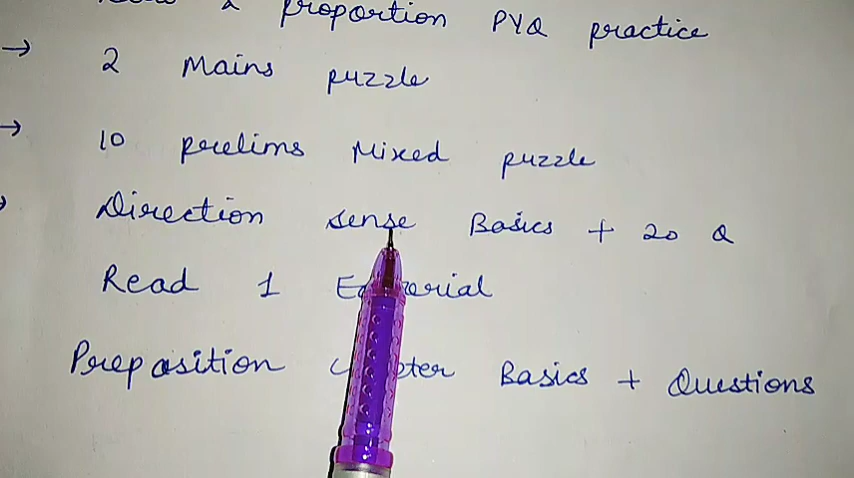 proportion PYQ practice
→ 2 Mains puzzle
→ 10 prelims Mixed puzzle
Direction sense Basics + 20 Q
Read 1 Editorial
Preposition Basics + Questions